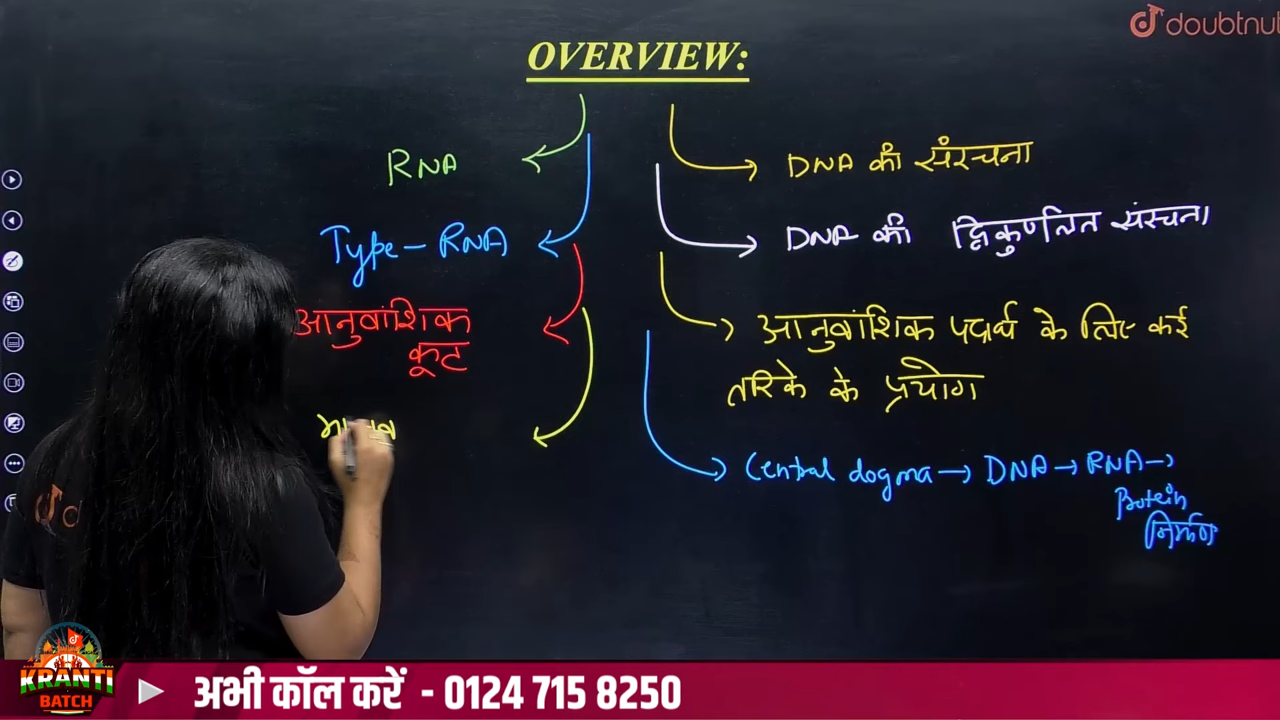 doubtnut
OVERVIEW:
RNA
DNA की संरचना
Type - RNA
DNA की द्विकुण्डलित संरचना
आनुवांशिक
कूट
आनुवांशिक पदार्थ के लिए कई
तरिके के प्रयोग
Central dogma → DNA → RNA →
Protein
निर्माण
KRANTI
BATCH
अभी कॉल करें - 0124 715 8250